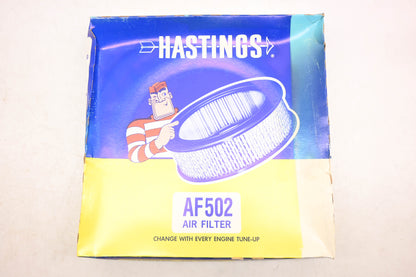 HASTINGS®
AF502
AIR FILTER
CHANGE WITH EVERY ENGINE TUNE-UP